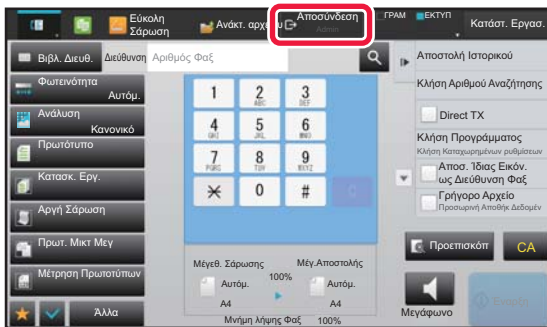 Εύκολη
Σάρωση
Ανάκτ. αρχείου
Αποσύνδεση
Admin
ΓΡΑΜ
ΕΚΤΥΠ
Κατάστ. Εργασ.
Βιβλ. Διευθ.
Διεύθυνση
Αριθμός Φαξ
Φωτεινότητα
Αυτόμ.
Ανάλυση
Κανονικό
Πρωτότυπο
Κατασκ. Εργ.
Αργή Σάρωση
Πρωτ. Μικτ Μεγ
Μέτρηση Πρωτοτύπων
Άλλα
1
2 ABC
3 DEF
4 GHI
5 JKL
6 MNO
7 PQRS
8 TUV
9 WXYZ
0
#
C
Μέγεθ. Σάρωσης
Μέγ.Αποστολής
100%
Αυτόμ.
Αυτόμ.
A4
A4
Μνήμη λήψης Φαξ 100%
Αποστολή Ιστορικού
Κλήση Αριθμού Αναζήτησης
Direct TX
Κλήση Προγράμματος
Κλήση Καταχωρημένων ρυθμίσεων
Αποσ. Ίδιας Εικόν.
ως Διεύθυνση Φαξ
Γρήγορο Αρχείο
Προσωρινή Αποθήκ Δεδομέν
Προεπισκόπ
CA
Μεγάφωνο
Έναρξη